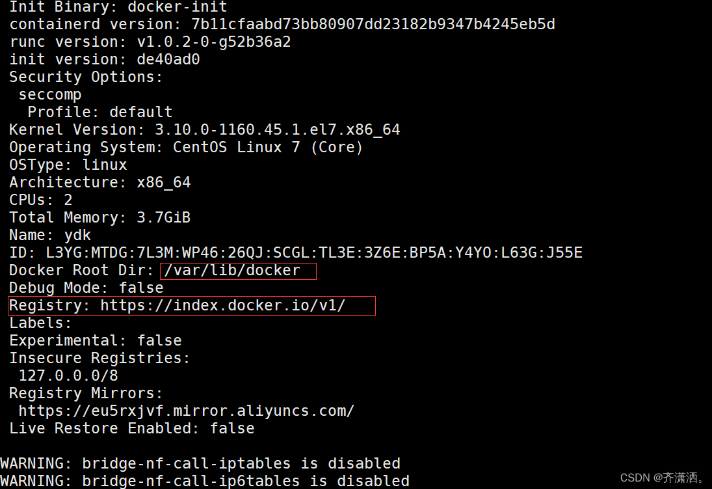 Init Binary: docker-init
containerd version: 7b11cfaabd73bb80907dd23182b9347b4245eb5d
runc version: v1.0.2-0-g52b36a2
init version: de40ad0
Security Options:
seccomp
Profile: default
Kernel Version: 3.10.0-1160.45.1.el7.x86_64
Operating System: CentOS Linux 7 (Core)
OSType: linux
Architecture: x86_64
CPUs: 2
Total Memory: 3.7GiB
Name: ydk
ID: L3YG:MTDG:7L3M:WP46:26QJ:SCGL:TL3E:3Z6E:BP5A:Y4YO:L63G:J55E
Docker Root Dir: /var/lib/docker
Debug Mode: false
Registry: https://index.docker.io/v1/
Labels:
Experimental: false
Insecure Registries:
127.0.0.0/8
Registry Mirrors:
https://eu5rxjvf.mirror.aliyuncs.com/
Live Restore Enabled: false
WARNING: bridge-nf-call-iptables is disabled
WARNING: bridge-nf-call-ip6tables is disabled
CSDN @齐潇洒。